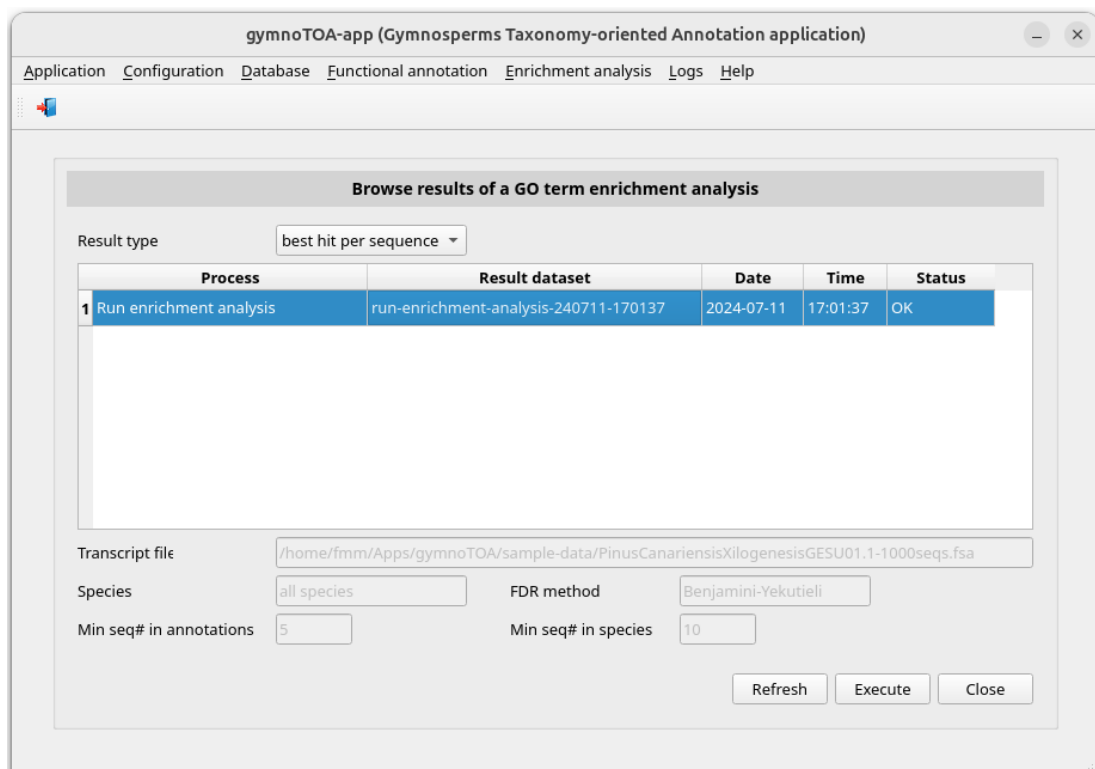 gymnoTOA-app (Gymnosperms Taxonomy-oriented Annotation application)
Application Configuration Database Functional annotation Enrichment analysis Logs Help
Browse results of a GO term enrichment analysis
Result type best hit per sequence
Process Result dataset Date Time Status
1 Run enrichment analysis run-enrichment-analysis-240711-170137 2024-07-11 17:01:37 OK
Transcript file /home/fmm/Apps/gymnoTOA/sample-data/PinusCanariensisXilogenesisGESU01.1-1000seqs.fsa
Species all species FDR method Benjamini-Yekutieli
Min seq# in annotations 5 Min seq# in species 10
Refresh Execute Close